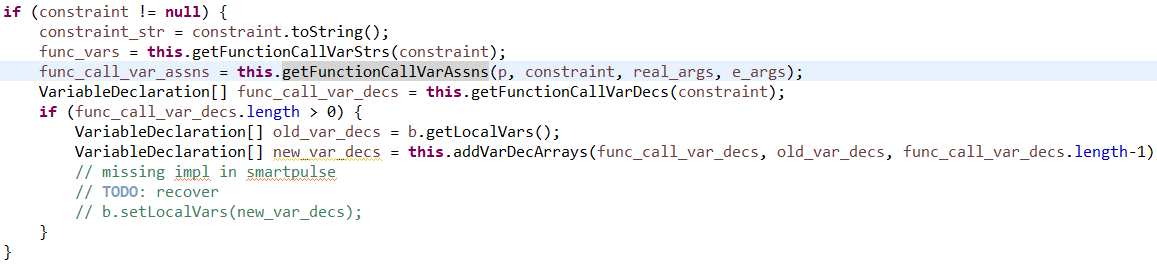 if (constraint != null) {
    constraint_str = constraint.toString();
    func_vars = this.getFunctionCallVarStrs(constraint);
    func_call_var_assns = this.getFunctionCallVarAssns(p, constraint, real_args, e_args);
    VariableDeclaration[] func_call_var_decs = this.getFunctionCallVarDecs(constraint);
    if (func_call_var_decs.length > 0) {
        VariableDeclaration[] old_var_decs = b.getLocalVars();
        VariableDeclaration[] new_var_decs = this.addVarDecArrays(func_call_var_decs, old_var_decs, func_call_var_decs.length-1)
        // missing impl in smartpulse
        // TODO: recover
        // b.setLocalVars(new_var_decs);
    }
}